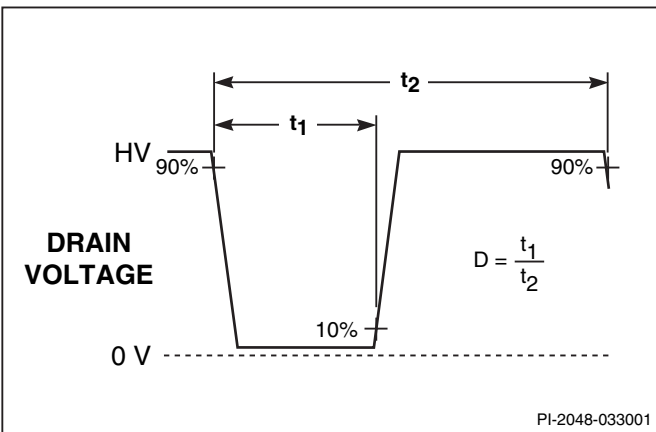 t2
t1
HV
90%
90%
DRAIN
VOLTAGE
D = t1
t2
10%
0 V
PI-2048-033001